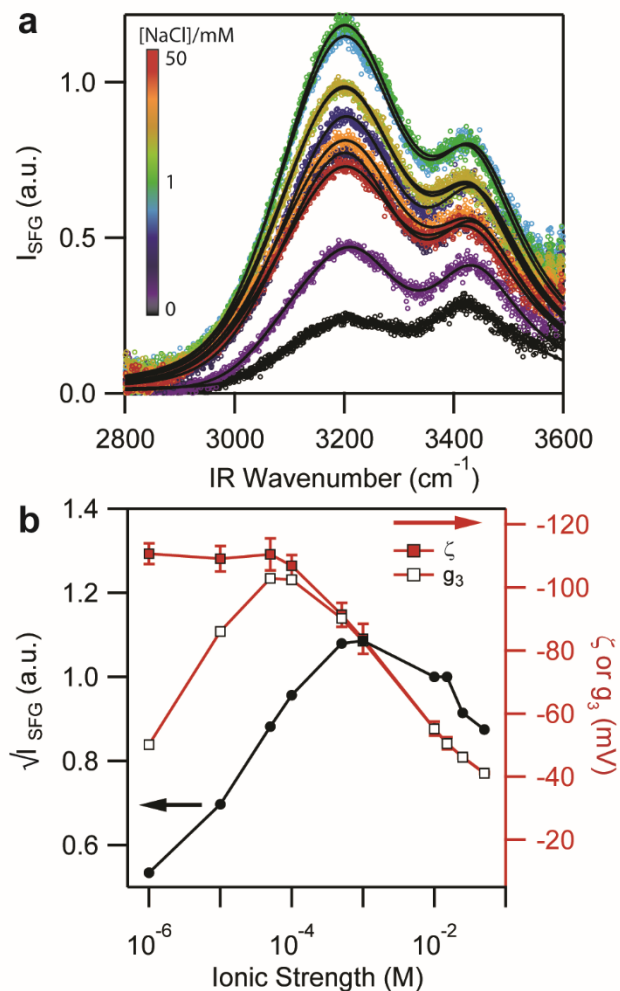 a
[NaCl]/mM
50
1
0
1.0
0.5
0.0
I_SFG (a.u.)
2800 3000 3200 3400 3600
IR Wavenumber (cm⁻¹)
b
1.4
1.2
1.0
0.8
0.6
√I_SFG (a.u.)
ζ
g₃
-120
-100
-80
-60
-40
-20
ζ or g₃ (mV)
10⁻⁶ 10⁻⁴ 10⁻²
Ionic Strength (M)